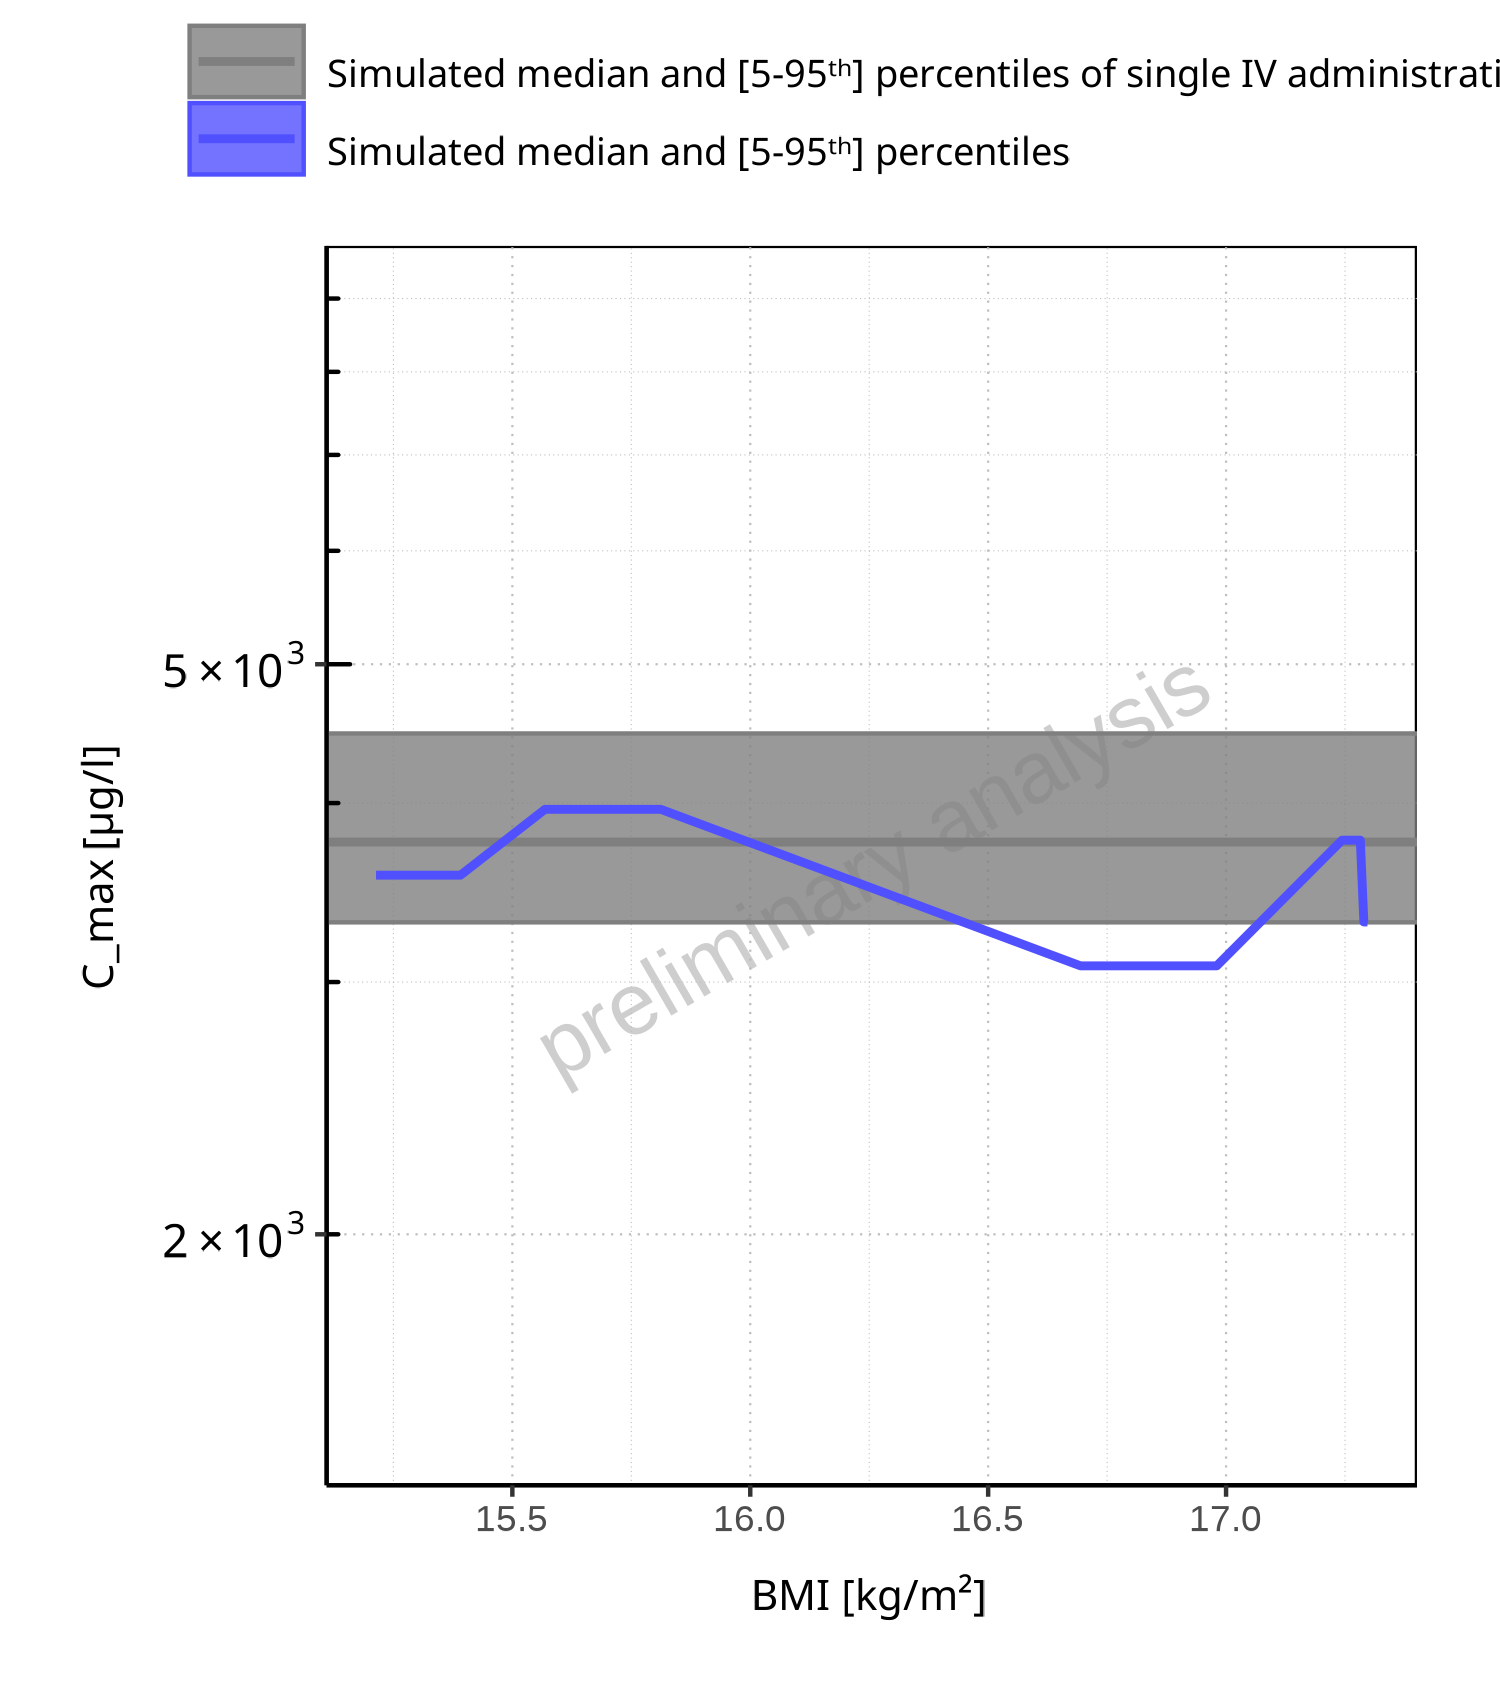 Simulated median and [5-95ᵗʰ] percentiles of single IV administrati
Simulated median and [5-95ᵗʰ] percentiles
5 × 10³
C_max [µg/l]
preliminary analysis
2 × 10³
15.5 16.0 16.5 17.0
BMI [kg/m²]